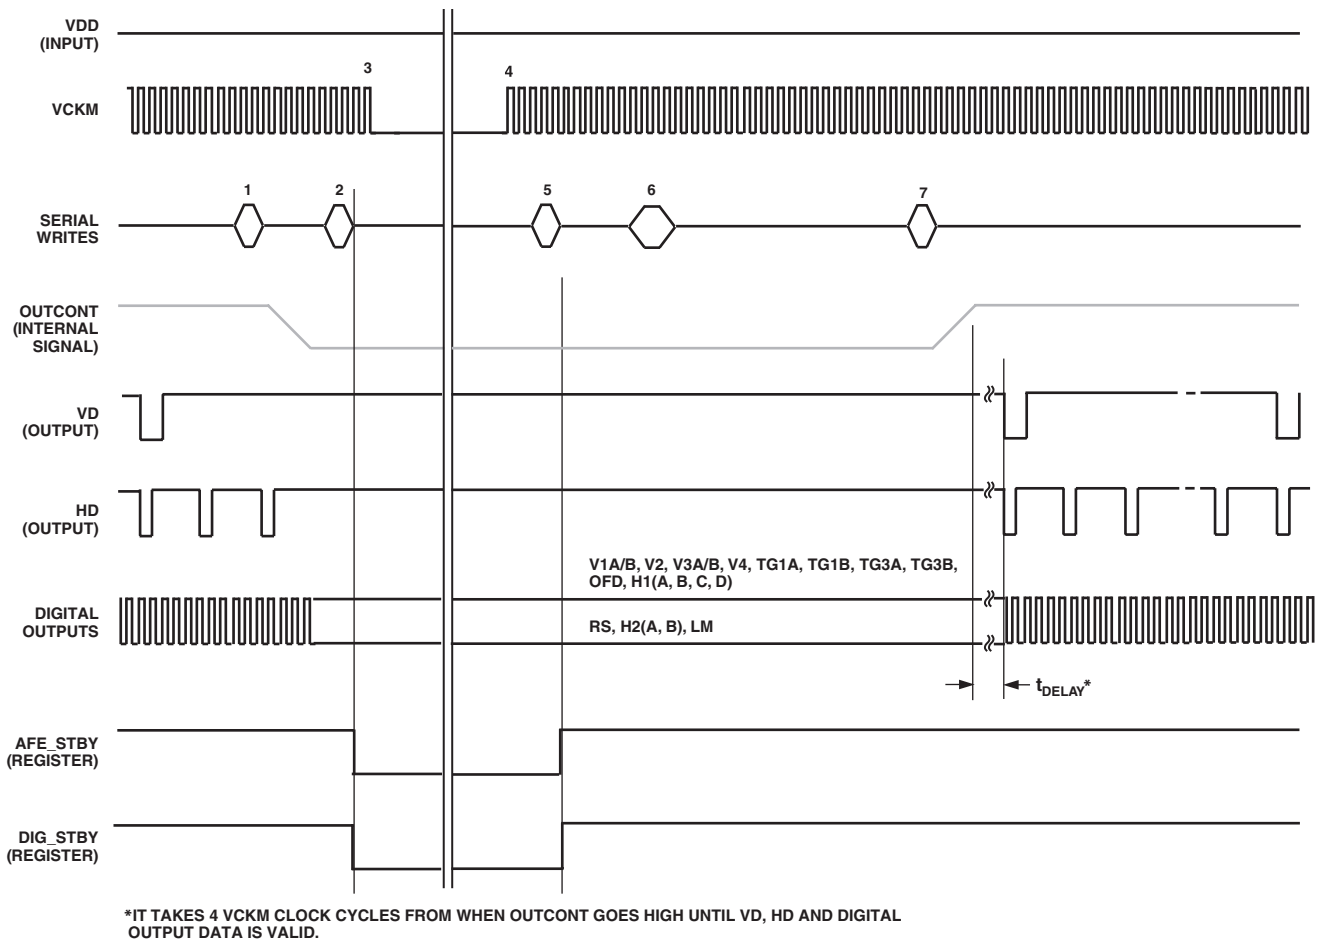 VDD
(INPUT)
3
4
VCKM
1
2
5
6
7
SERIAL
WRITES
OUTCONT
(INTERNAL
SIGNAL)
VD
(OUTPUT)
HD
(OUTPUT)
V1A/B, V2, V3A/B, V4, TG1A, TG1B, TG3A, TG3B,
OFD, H1(A, B, C, D)
DIGITAL
OUTPUTS
RS, H2(A, B), LM
tDELAY*
AFE_STBY
(REGISTER)
DIG_STBY
(REGISTER)
*IT TAKES 4 VCKM CLOCK CYCLES FROM WHEN OUTCONT GOES HIGH UNTIL VD, HD AND DIGITAL
OUTPUT DATA IS VALID.